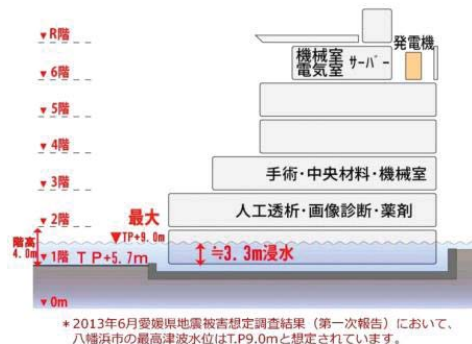 ▼R階
発電機
機械室
電気室
サーバー
▼6階
▼5階
▼4階
手術・中央材料・機械室
▼3階
最大
人工透析・画像診断・薬剤
▼2階
▼TP+9.0m
階高
4.0m
▼1階 TP+5.7m
≒3.3m浸水
▼0m
*2013年6月愛媛県地震被害想定調査結果（第一次報告）において、
八幡浜市の最高津波水位はT.P9.0mと想定されています。